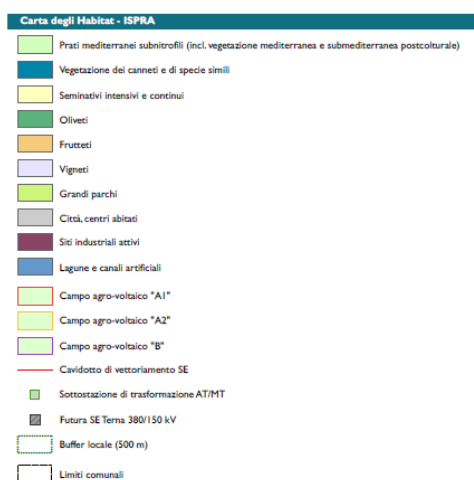 Carta degli Habitat - ISPRA
Prati mediterranei subnitrofili (incl. vegetazione mediterranea e submediterranea postcolturale)
Vegetazione dei canneti e di specie simili
Seminativi intensivi e continui
Oliveti
Frutteti
Vigneti
Grandi parchi
Città, centri abitati
Siti industriali attivi
Lagune e canali artificiali
Campo agro-voltaico "A1"
Campo agro-voltaico "A2"
Campo agro-voltaico "B"
Cavidotto di vettoriamento SE
Sottostazione di trasformazione AT/MT
Futura SE Terna 380/150 kV
Buffer locale (500 m)
Limiti comunali